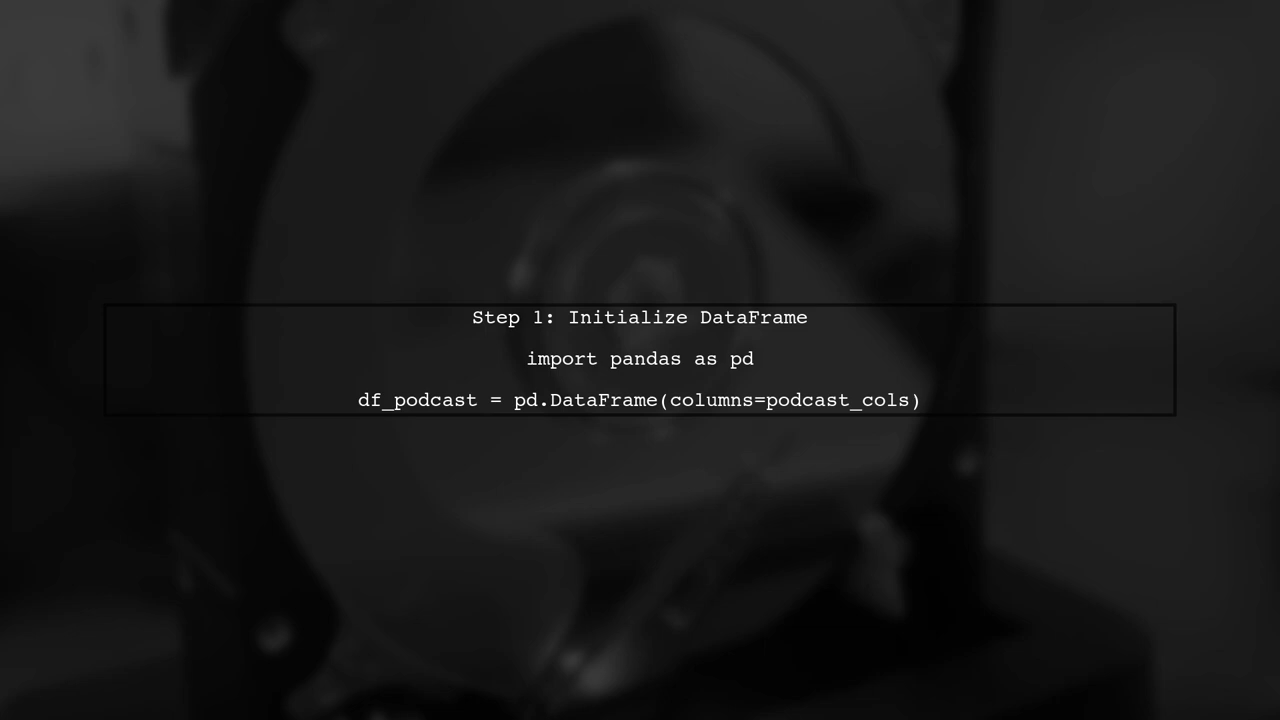 Step 1: Initialize DataFrame
import pandas as pd
df_podcast = pd.DataFrame(columns=podcast_cols)